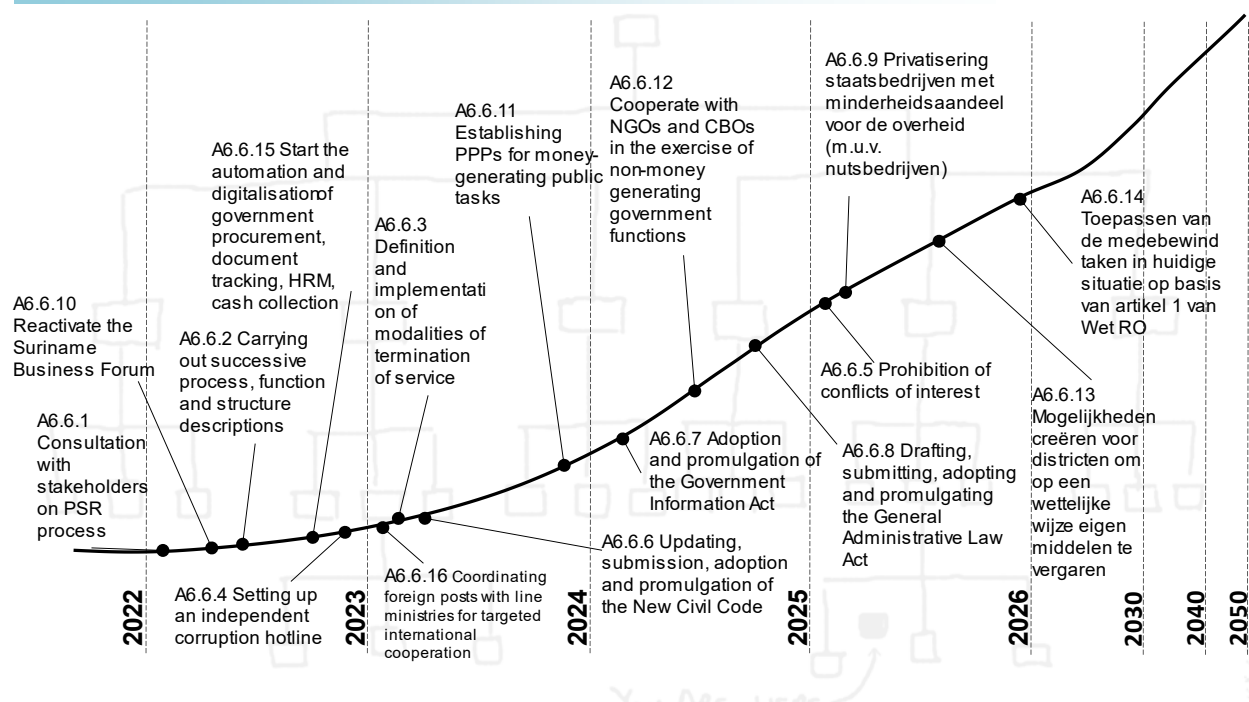 A6.6.10
Reactivate the
Suriname
Business Forum
A6.6.1
Consultation
with
stakeholders
on PSR
process
A6.6.15 Start the
automation and
digitalisationof
government
procurement,
document
tracking, HRM,
cash collection
A6.6.2 Carrying
out successive
process, function
and structure
descriptions
A6.6.4 Setting up
an independent
corruption hotline
A6.6.3
Definition
and
implementati
on of
modalities of
termination
of service
A6.6.16 Coordinating
foreign posts with line
ministries for targeted
international
cooperation
A6.6.11
Establishing
PPPs for money-
generating public
tasks
A6.6.6 Updating,
submission, adoption
and promulgation of
the New Civil Code
A6.6.12
Cooperate with
NGOs and CBOs
in the exercise of
non-money
generating
government
functions
A6.6.7 Adoption
and promulgation of
the Government
Information Act
A6.6.9 Privatisering
staatsbedrijven met
minderheidsaandeel
voor de overheid
(m.u.v.
nutsbedrijven)
A6.6.5 Prohibition of
conflicts of interest
A6.6.8 Drafting,
submitting, adopting
and promulgating
the General
Administrative Law
Act
A6.6.14
Toepassen van
de medebewind
taken in huidige
situatie op basis
van artikel 1 van
Wet RO
A6.6.13
Mogelijkheden
creëren voor
districten om
op een
wettelijke
wijze eigen
middelen te
vergaren
2022
2023
2024
2025
2026
2030
2040
2050